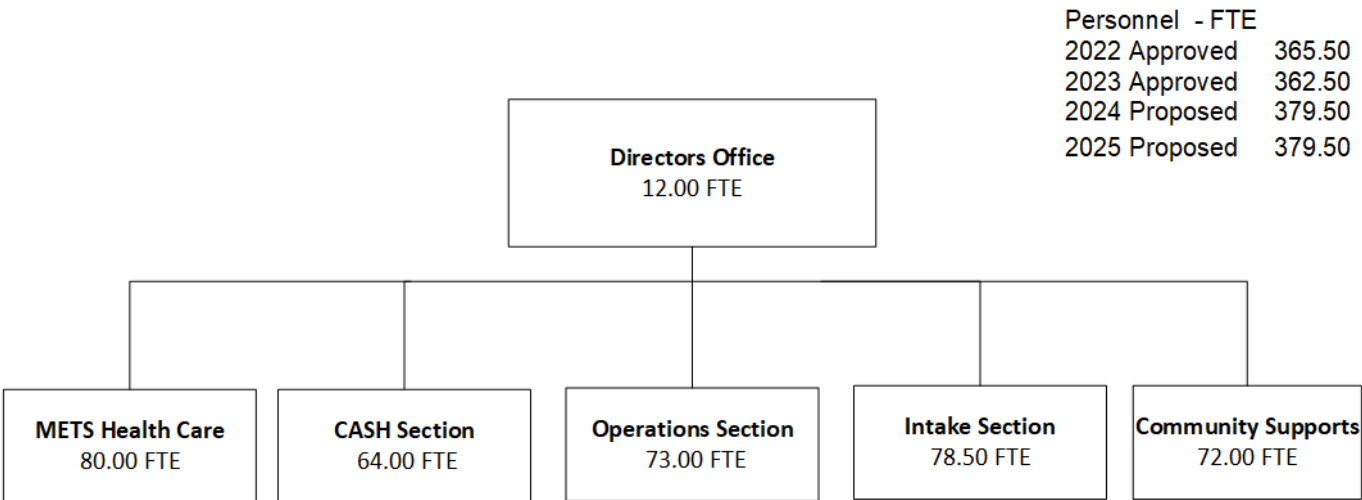 Personnel - FTE
2022 Approved 365.50
2023 Approved 362.50
2024 Proposed 379.50
2025 Proposed 379.50
Directors Office
12.00 FTE
METS Health Care
80.00 FTE
CASH Section
64.00 FTE
Operations Section
73.00 FTE
Intake Section
78.50 FTE
Community Supports
72.00 FTE